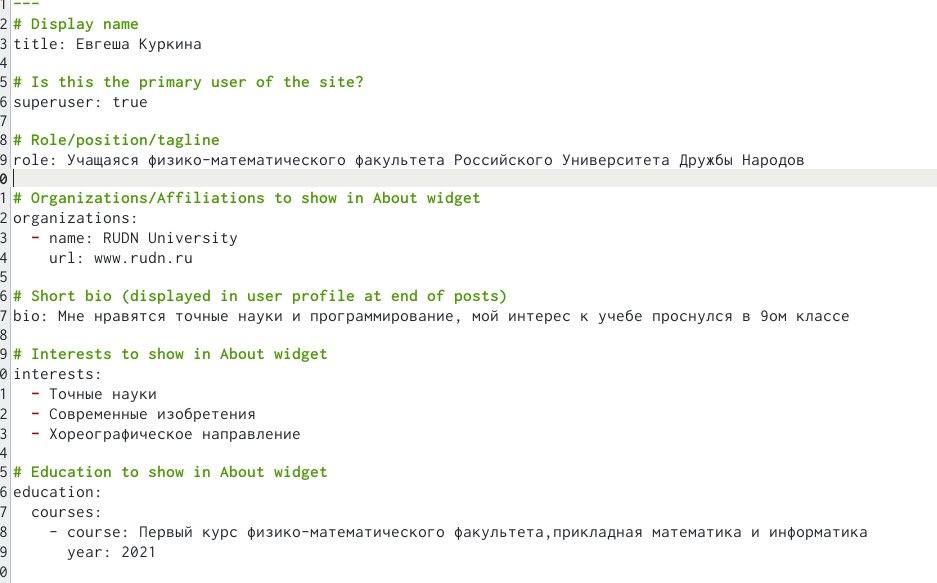 1 ---
2 # Display name
3 title: Евгеша Куркина
4
5 # Is this the primary user of the site?
6 superuser: true
7
8 # Role/position/tagline
9 role: Учащаяся физико-математического факультета Российского Университета Дружбы Народов
0
1 # Organizations/Affiliations to show in About widget
2 organizations:
3   - name: RUDN University
4     url: www.rudn.ru
5
6 # Short bio (displayed in user profile at end of posts)
7 bio: Мне нравятся точные науки и программирование, мой интерес к учебе проснулся в 9ом классе
8
9 # Interests to show in About widget
0 interests:
1   - Точные науки
2   - Современные изобретения
3   - Хореографическое направление
4
5 # Education to show in About widget
6 education:
7   courses:
8     - course: Первый курс физико-математического факультета,прикладная математика и информатика
9       year: 2021
0